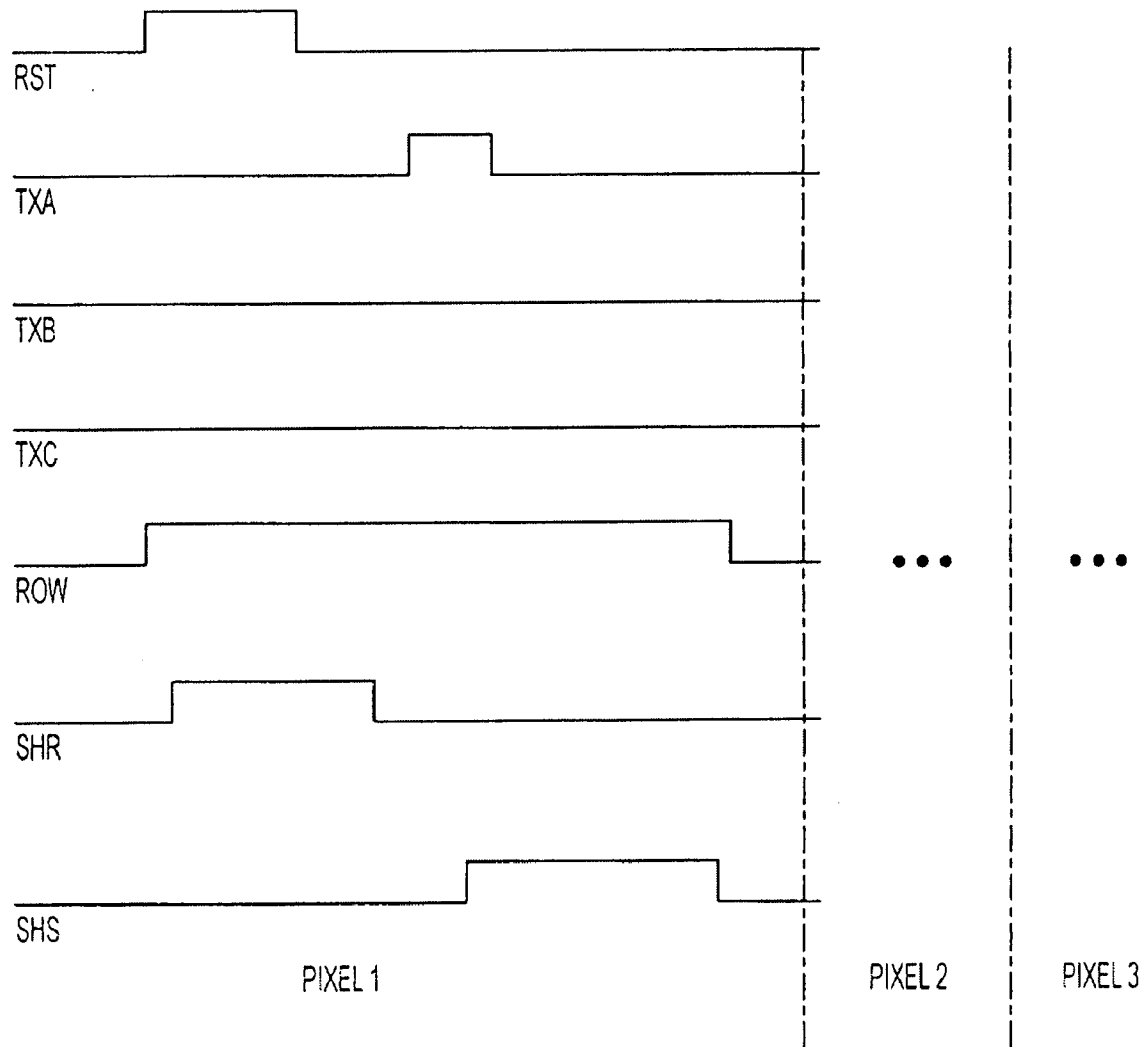 RST
TXA
TXB
TXC
ROW
••• •••
SHR
SHS
PIXEL 1 PIXEL 2 PIXEL 3